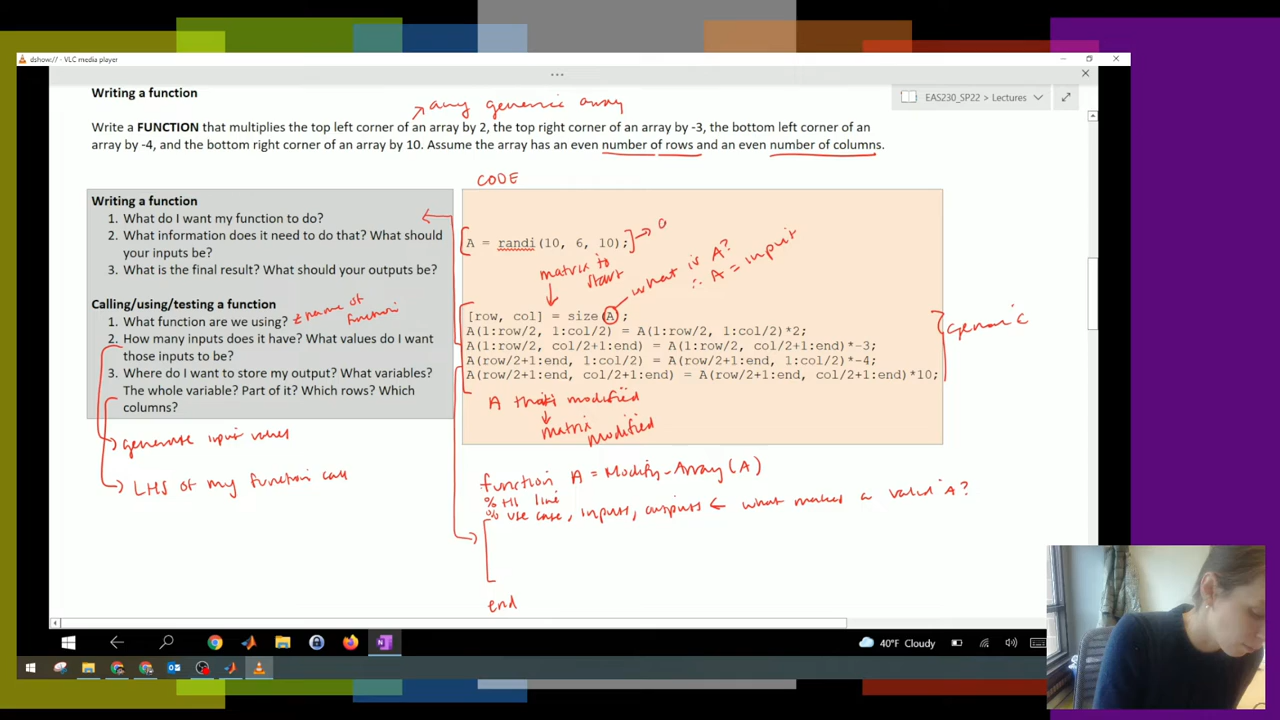 dshow:// - VLC media player
EAS230_SP22 > Lectures
Writing a function
any generic array
Write a FUNCTION that multiplies the top left corner of an array by 2, the top right corner of an array by -3, the bottom left corner of an
array by -4, and the bottom right corner of an array by 10. Assume the array has an even number of rows and an even number of columns.
CODE
Writing a function
1. What do I want my function to do?
2. What information does it need to do that? What should
your inputs be?
3. What is the final result? What should your outputs be?
Calling/using/testing a function
1. What function are we using?
name of
function
2. How many inputs does it have? What values do I want
those inputs to be?
3. Where do I want to store my output? What variables?
The whole variable? Part of it? Which rows? Which
columns?
generate input values
LHS of my function call
A = randi(10, 6, 10);
matrix to
start
what is A?
∴ A = input
[row, col] = size(A);
A(1:row/2, 1:col/2) = A(1:row/2, 1:col/2)*2;
A(1:row/2, col/2+1:end) = A(1:row/2, col/2+1:end)*-3;
A(row/2+1:end, 1:col/2) = A(row/2+1:end, 1:col/2)*-4;
A(row/2+1:end, col/2+1:end) = A(row/2+1:end, col/2+1:end)*10;
generic
A modified
matrix
modified
function A = Modify_Array(A)
% H1 line
% use case, inputs, outputs ← what makes a valid A?
end
40°F Cloudy